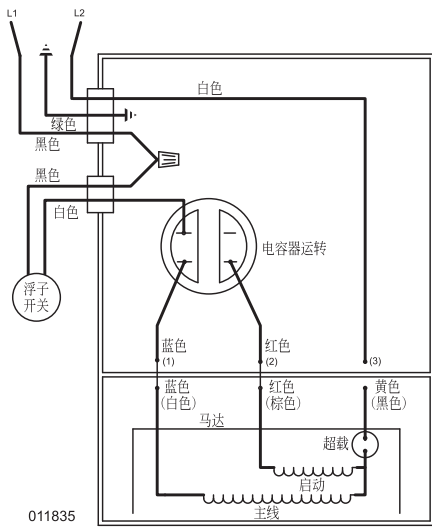 L1
L2
白色
绿色
黑色
黑色
白色
浮子
开关
电容器运转
蓝色
红色
(1)
(2)
(3)
蓝色
(白色)
红色
(棕色)
黄色
(黑色)
马达
超载
启动
主线
011835